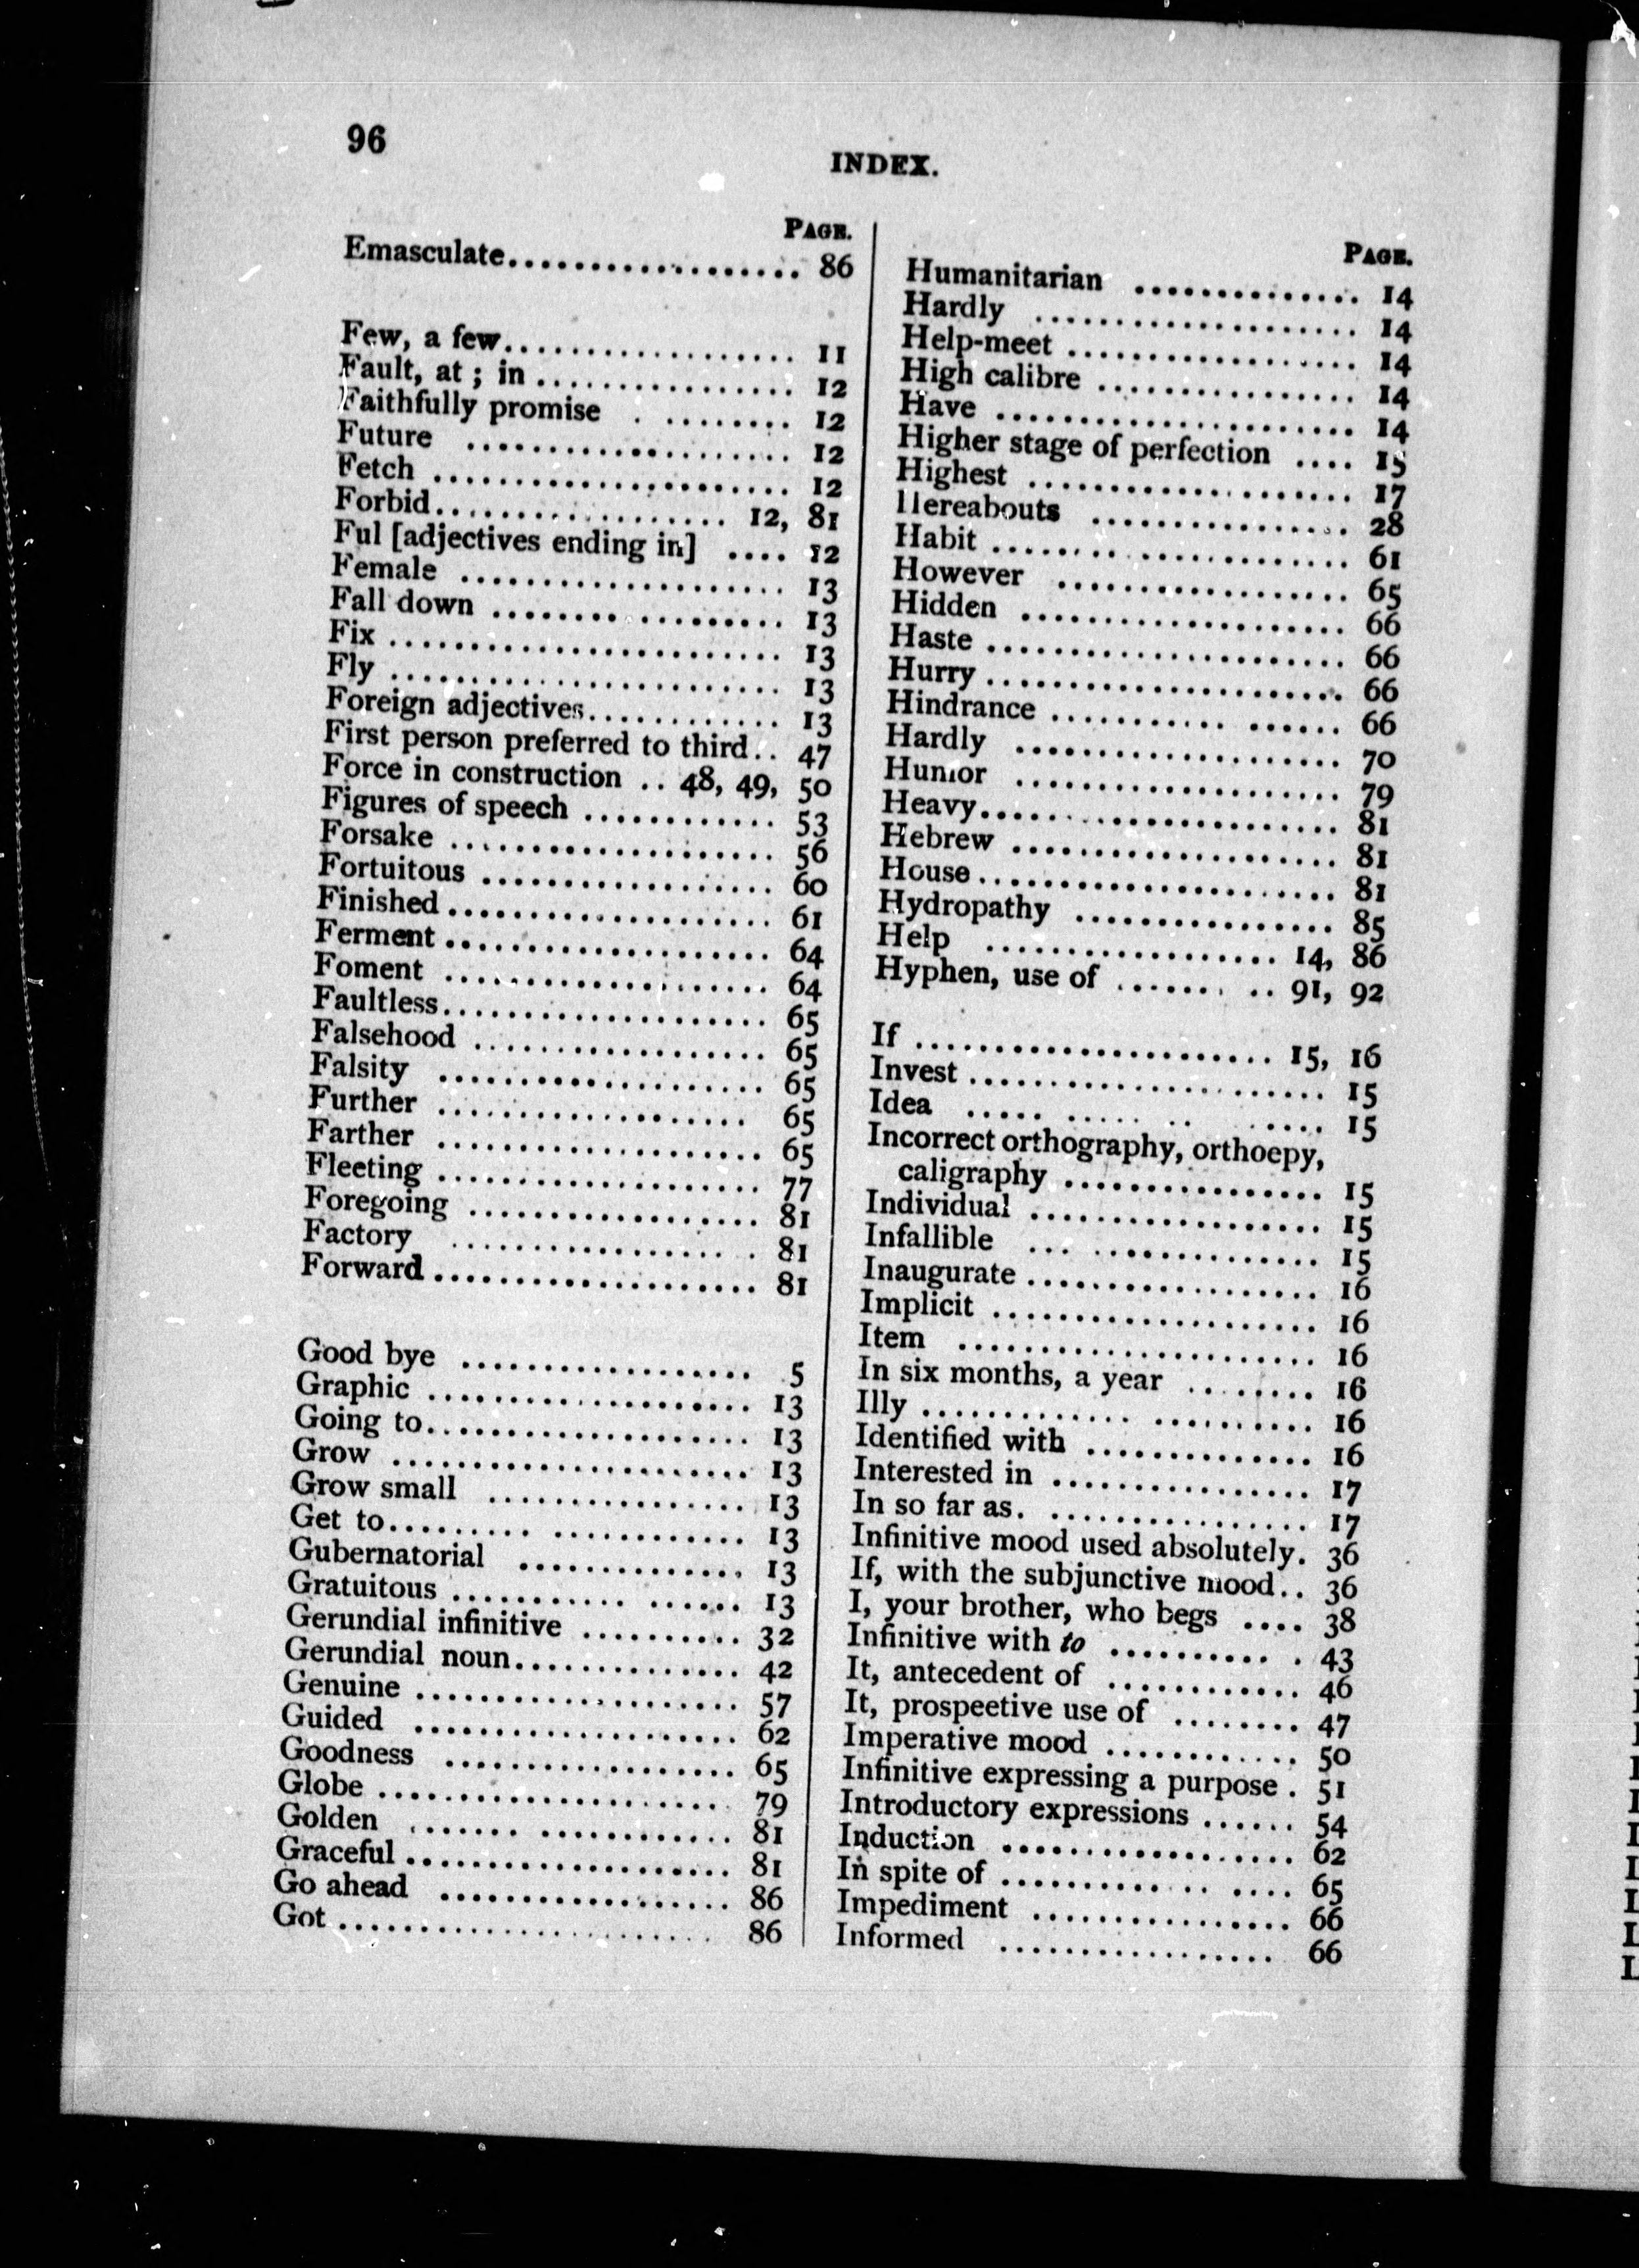 96
INDEX.
PAGE.
Emasculate.................. 86
Few, a few.................. 11
Fault, at ; in ................ 12
Faithfully promise . ........ 12
Future .................... 12
Fetch ...................... 12
Forbid.................. 12, 81
Ful [adjectives ending in] .... 12
Female .................... 13
Fall down .................. 13
Fix ........................ 13
Fly ........................ 13
Foreign adjectives............ 13
First person preferred to third.. 47
Force in construction .. 48, 49, 50
Figures of speech ............ 53
Forsake .................... 56
Fortuitous .................. 60
Finished.................... 61
Ferment.................... 64
Foment .................... 64
Faultless.................... 65
Falsehood .................. 65
Falsity .................... 65
Further ................... 65
Farther .................... 65
Fleeting .................... 77
Foregoing .................. 81
Factory ................... 81
Forward.................... 81
Good bye .................. 5
Graphic .................... 13
Going to.................... 13
Grow ...................... 13
Grow small ................ 13
Get to......... ............ 13
Gubernatorial .............. 13
Gratuitous ........... ...... 13
Gerundial infinitive .......... 32
Gerundial noun.............. 42
Genuine .................... 57
Guided .................... 62
Goodness .................. 65
Globe ...................... 79
Golden ....... ............ 81
Graceful.................... 81
Go ahead .................. 86
Got ....................... 86
PAGE.
Humanitarian .............. 14
Hardly .................... 14
Help-meet .................. 14
High calibre ................ 14
Have ...................... 14
Higher stage of perfection .... 15
Highest .................... 17
Hereabouts ................ 28
Habit ...................... 61
However .................. 65
Hidden .................... 66
Haste ...................... 66
Hurry ...................... 66
Hindrance ........... ...... 66
Hardly .................... 70
Humor .................... 79
Heavy...................... 81
Hebrew .................... 81
House...................... 81
Hydropathy ................ 85
Help .................. 14, 86
Hyphen, use of ....... .. 91, 92
If ...................... 15, 16
Invest ...................... 15
Idea ..... ..... .. .... 15
Incorrect orthography, orthoepy,
caligraphy ................ 15
Individual .................. 15
Infallible ... .............. 15
Inaugurate .................. 16
Implicit .................... 16
Item ...................... 16
In six months, a year ........ 16
Illy ............. .......... 16
Identified with .............. 16
Interested in ................ 17
In so far as. ................ 17
Infinitive mood used absolutely. 36
If, with the subjunctive mood.. 36
I, your brother, who begs .... 38
Infinitive with to .......... . 43
It, antecedent of ............ 46
It, prospeetive use of ........ 47
Imperative mood ............ 50
Infinitive expressing a purpose . 51
Introductory expressions ...... 54
Induction .................. 62
In spite of ............. .... 65
Impediment ................ 66
Informed ................. 66